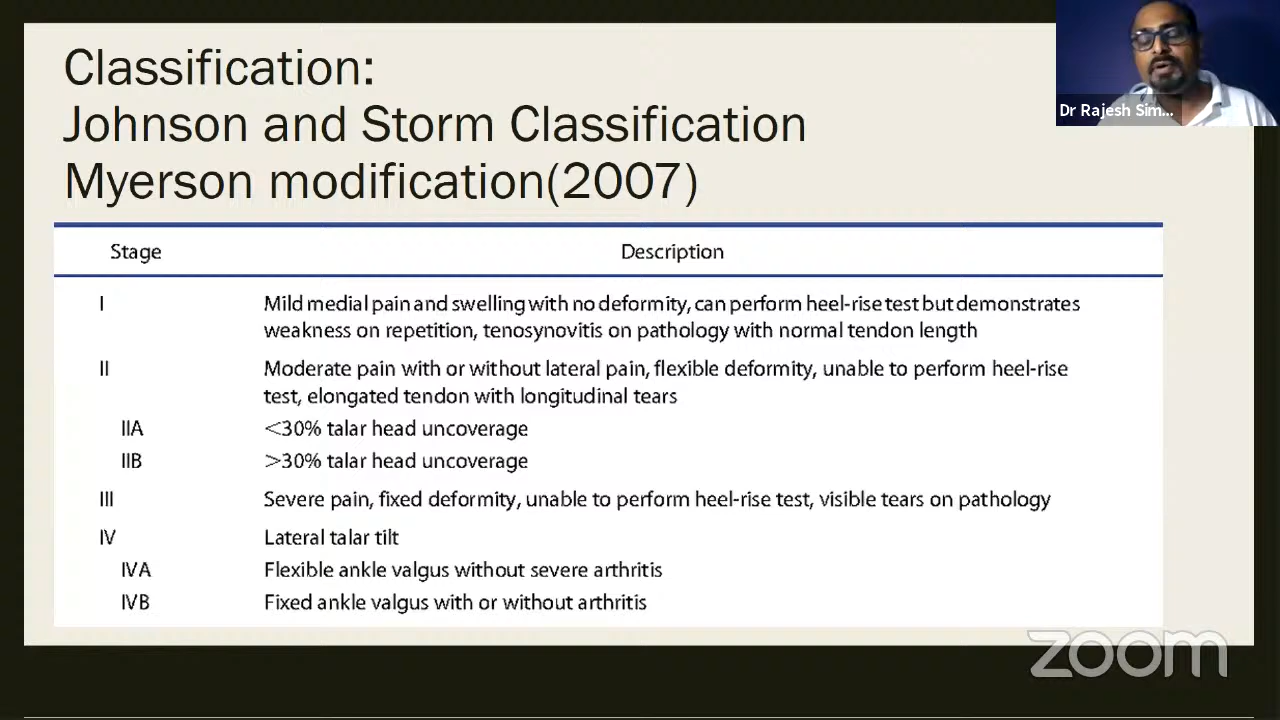 Classification:
Johnson and Storm Classification
Myerson modification(2007)
Dr Rajesh Sim...
Stage Description
I Mild medial pain and swelling with no deformity, can perform heel-rise test but demonstrates
weakness on repetition, tenosynovitis on pathology with normal tendon length
II Moderate pain with or without lateral pain, flexible deformity, unable to perform heel-rise
test, elongated tendon with longitudinal tears
IIA <30% talar head uncoverage
IIB >30% talar head uncoverage
III Severe pain, fixed deformity, unable to perform heel-rise test, visible tears on pathology
IV Lateral talar tilt
IVA Flexible ankle valgus without severe arthritis
IVB Fixed ankle valgus with or without arthritis
zoom